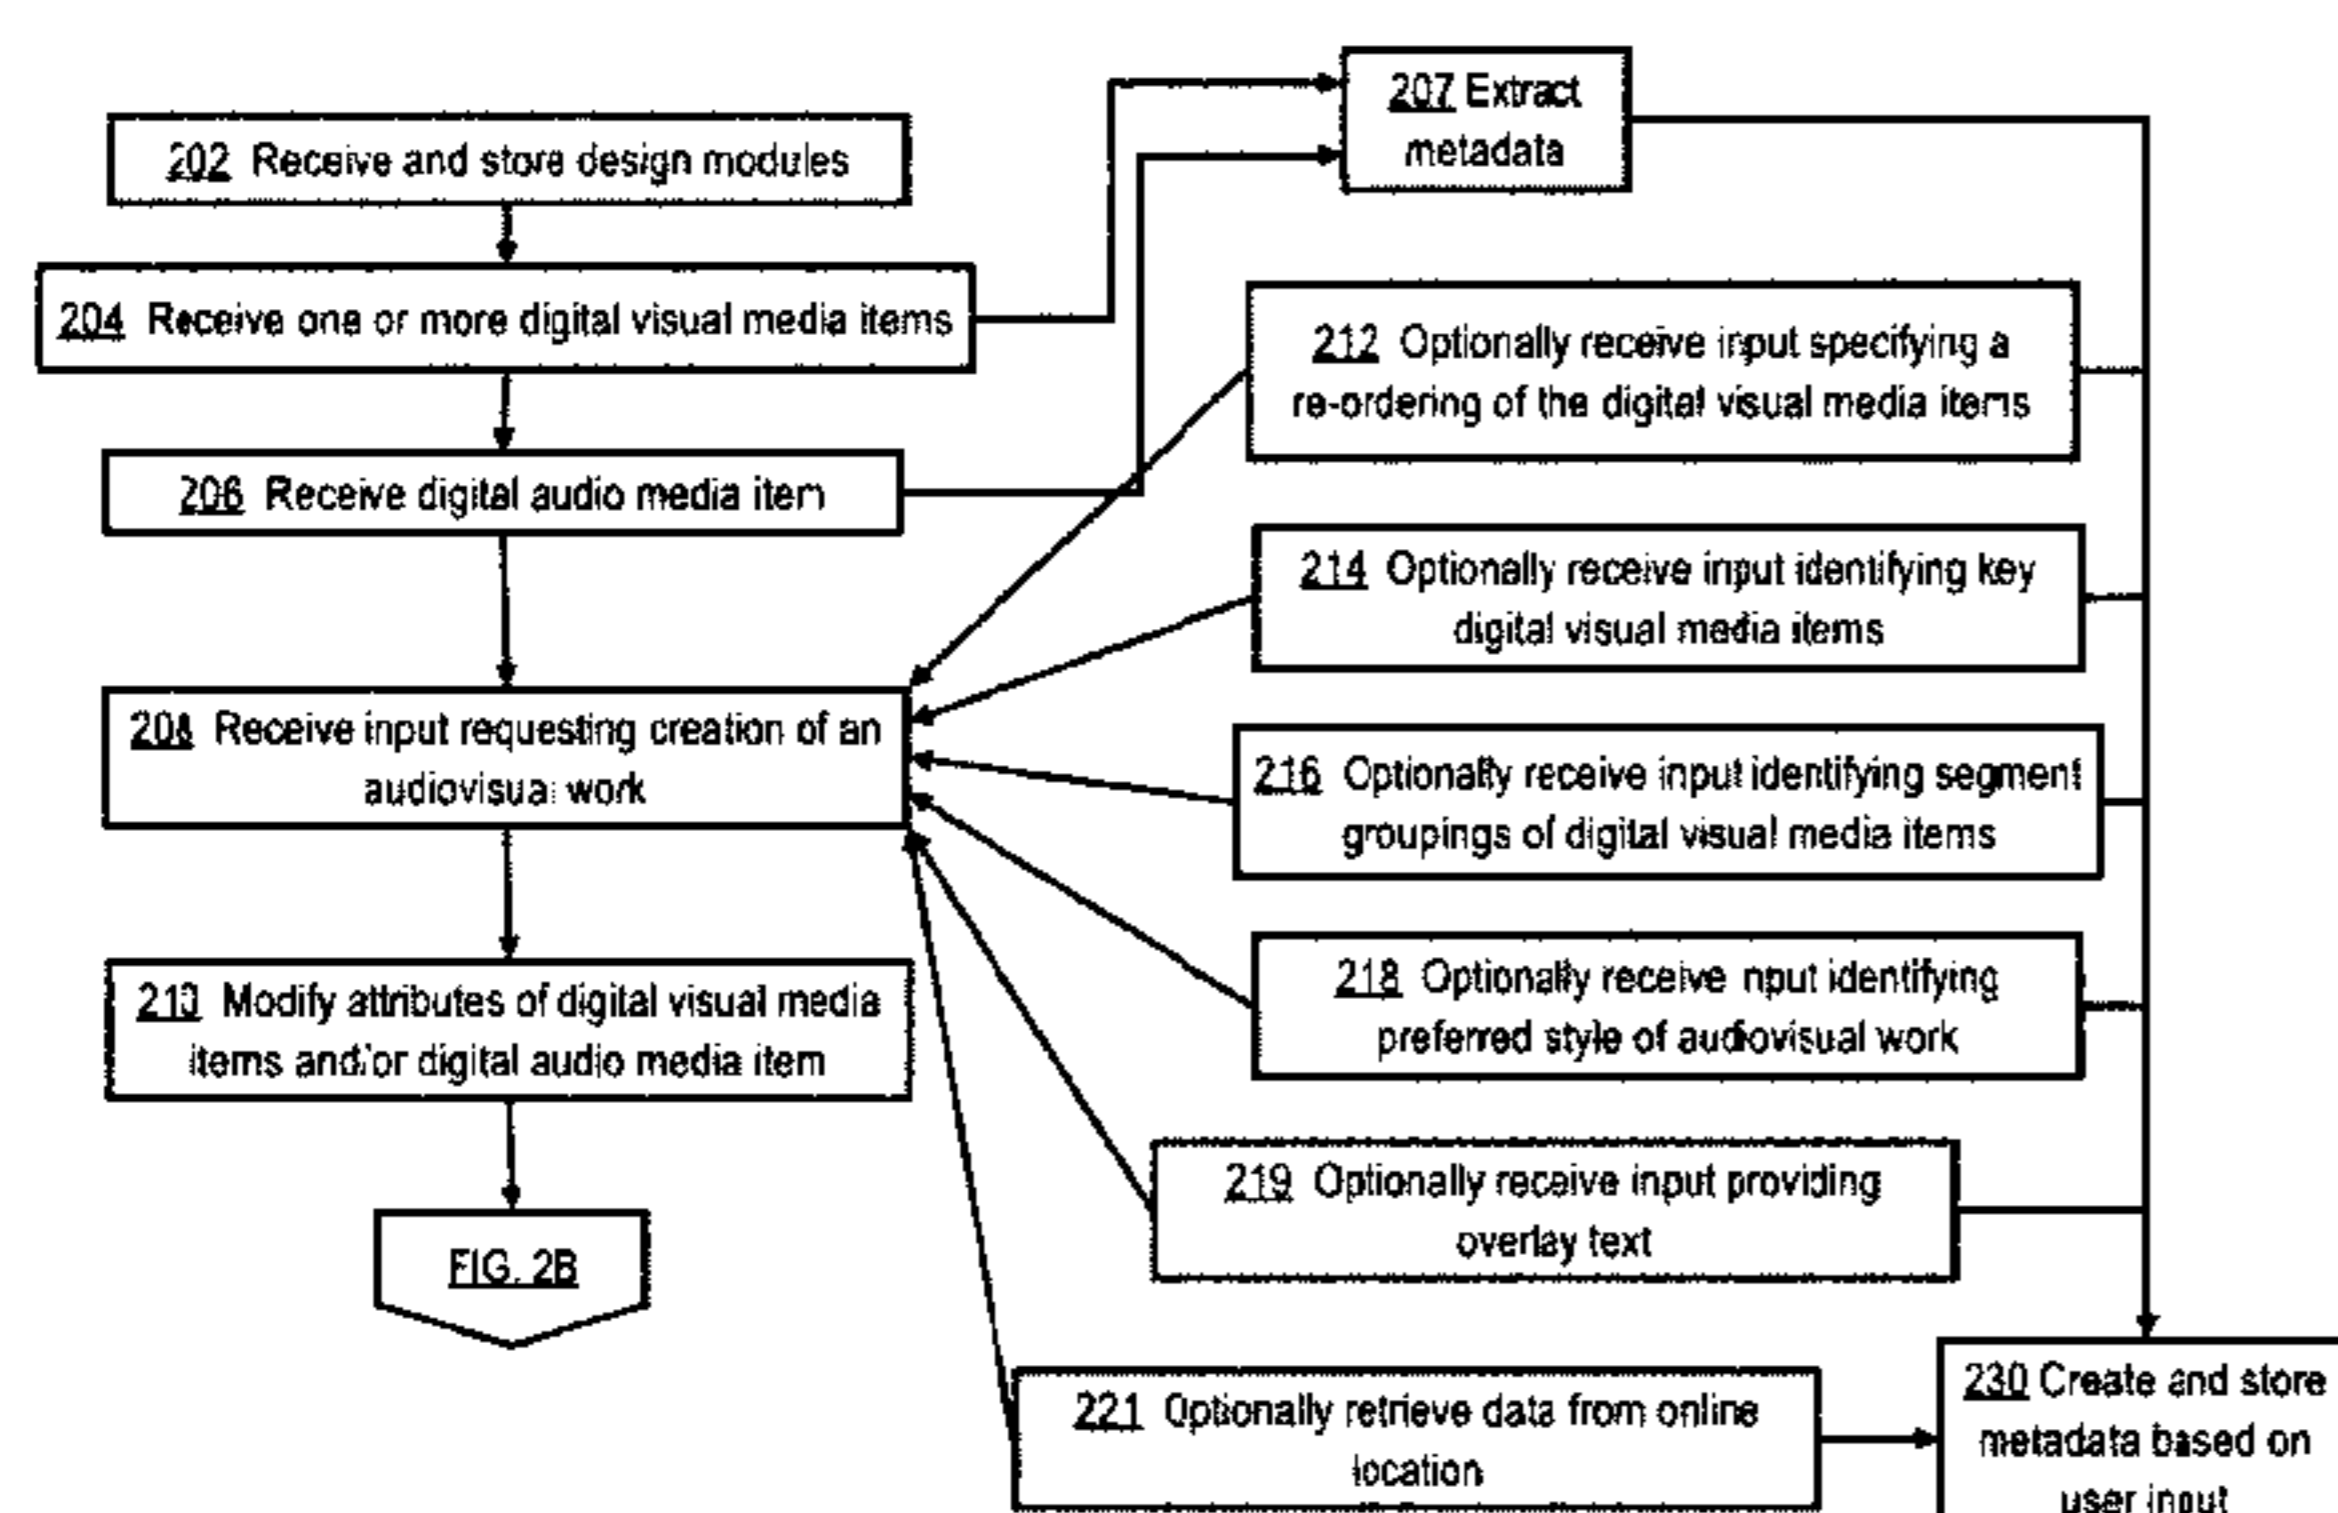 207 Extract
metadata
202 Receive and store design modules
204 Receive one or more digital visual media items
212 Optionally receive input specifying a
re-ordering of the digital visual media items
206 Receive digital audio media item
214 Optionally receive input identifying key
digital visual media items
208 Receive input requesting creation of an
audiovisual work
216 Optionally receive input identifying segment
groupings of digital visual media items
210 Modify attributes of digital visual media
items and/or digital audio media item
218 Optionally receive input identifying
preferred style of audiovisual work
219 Optionally receive input providing
overlay text
FIG. 2B
221 Optionally retrieve data from online
location
230 Create and store
metadata based on
user input